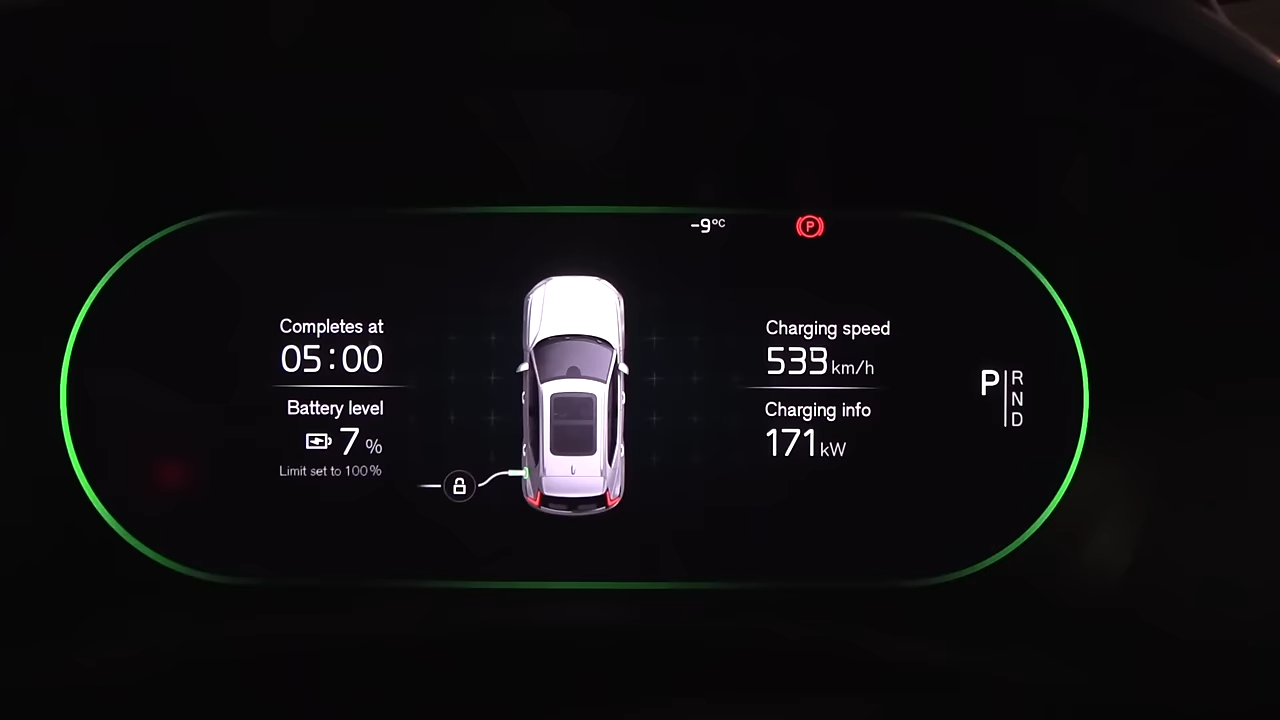 -9°C
P
Completes at
05:00
Battery level
7 %
Limit set to 100 %
Charging speed
533 km/h
Charging info
171 kW
P
R
N
D